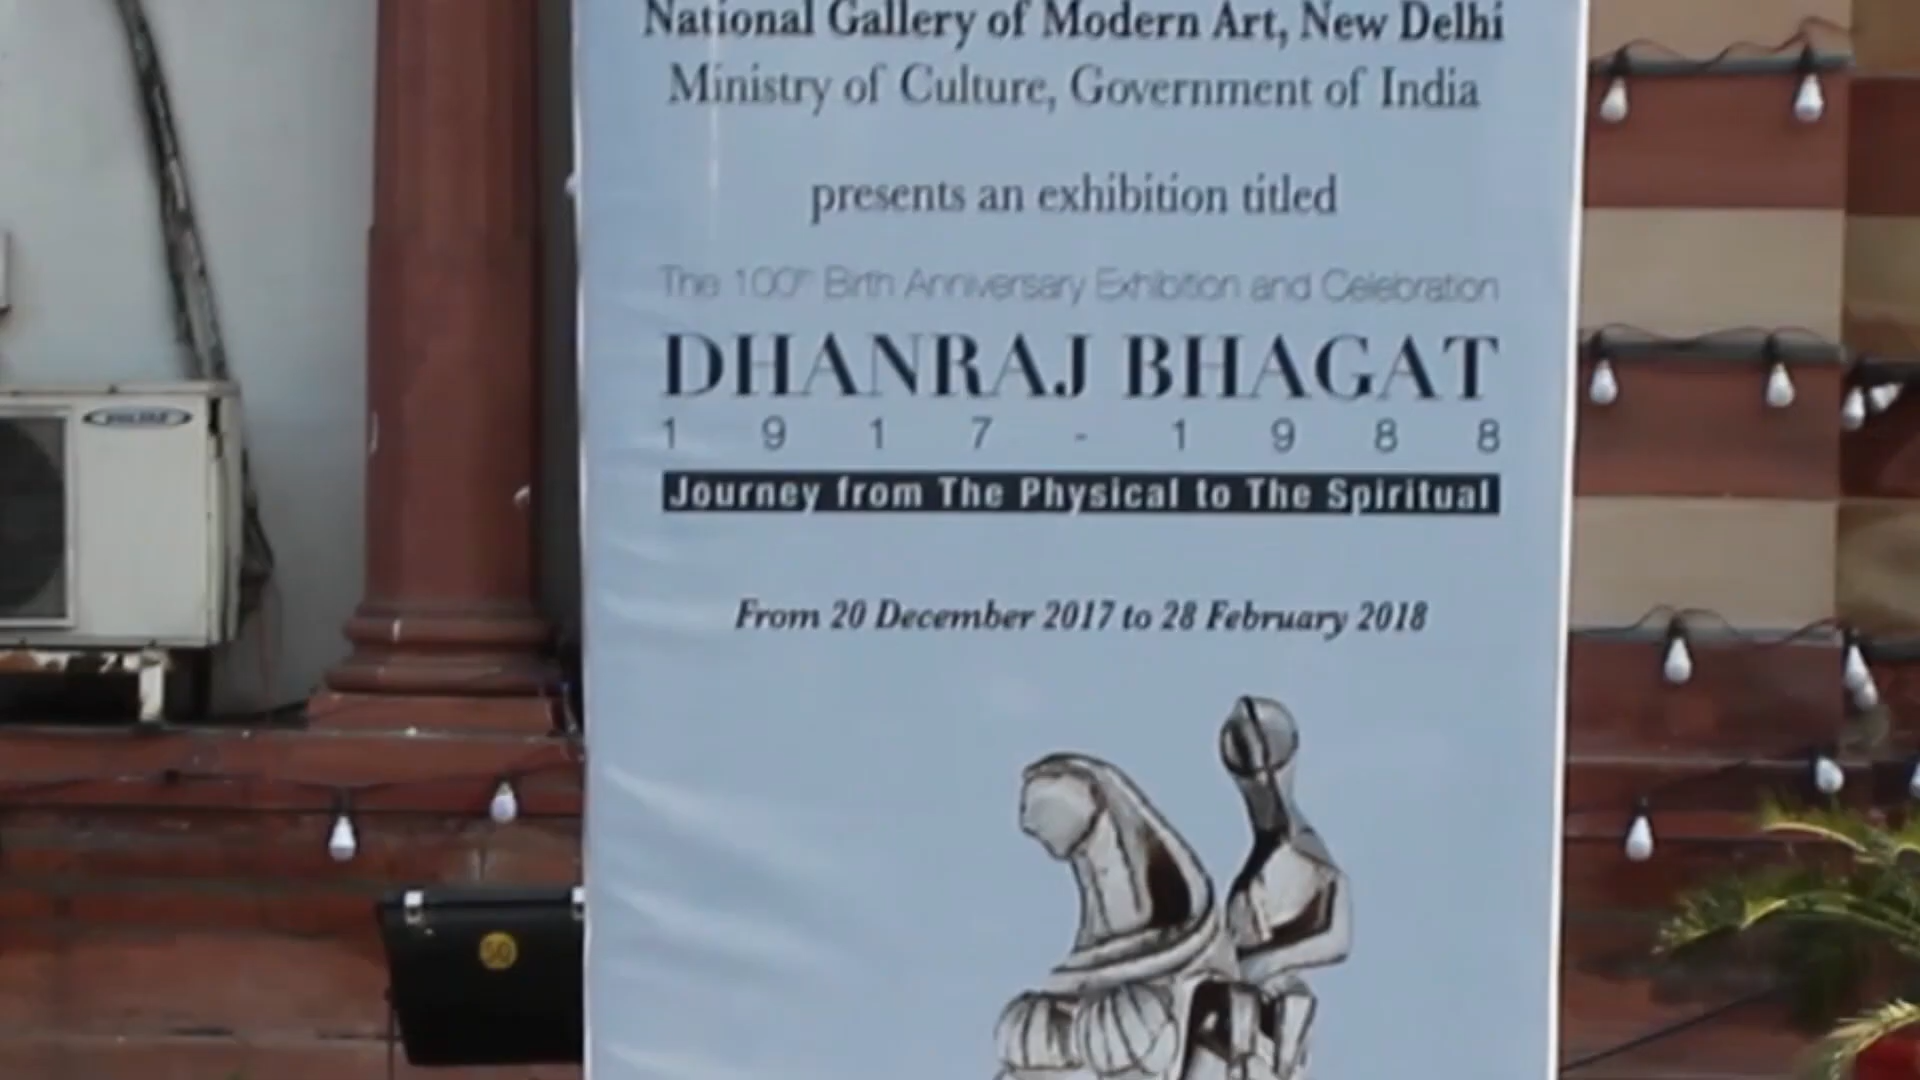 National Gallery of Modern Art, New Delhi
Ministry of Culture, Government of India
presents an exhibition titled
The 100th Birth Anniversary Exhibition and Celebration
DHANRAJ BHAGAT
1917-1988
Journey from The Physical to The Spiritual
From 20 December 2017 to 28 February 2018
50